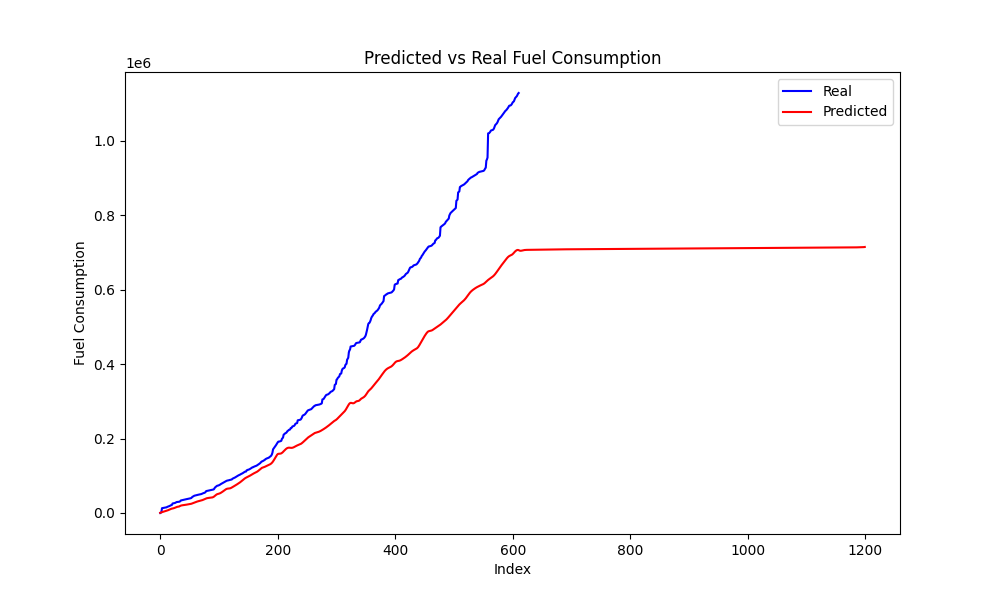 Predicted vs Real Fuel Consumption
1e6
Real
Predicted
1.0
0.8
0.6
0.4
0.2
0.0
Fuel Consumption
0 200 400 600 800 1000 1200
Index